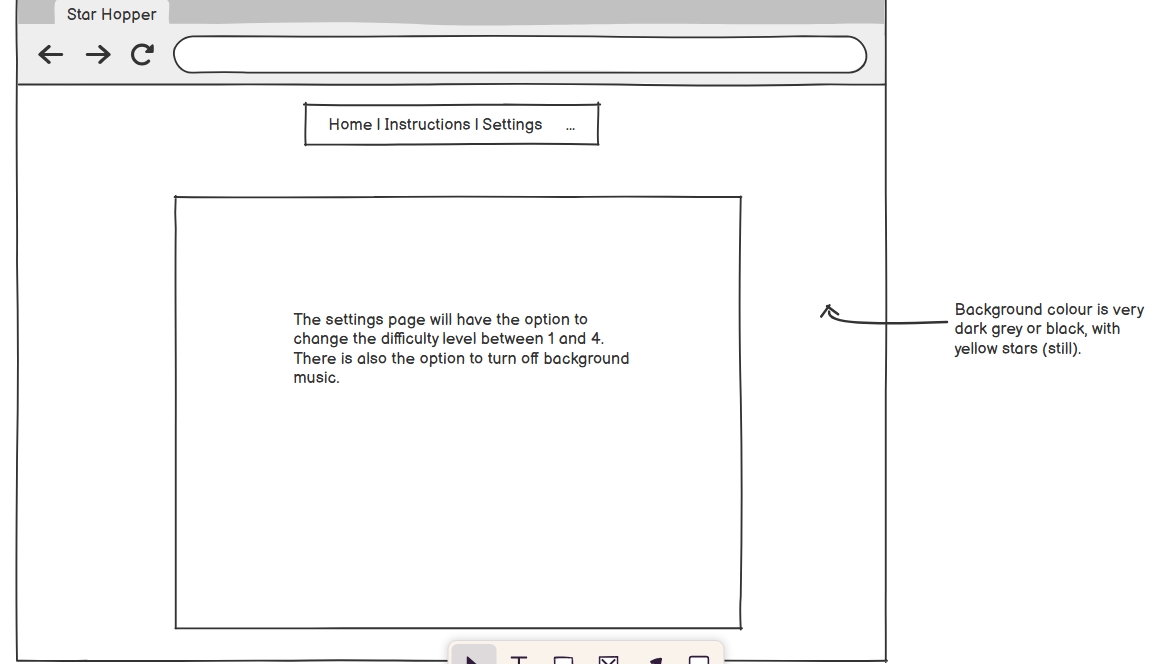 Star Hopper
Home | Instructions | Settings ...
The settings page will have the option to
change the difficulty level between 1 and 4.
There is also the option to turn off background
music.
Background colour is very
dark grey or black, with
yellow stars (still).